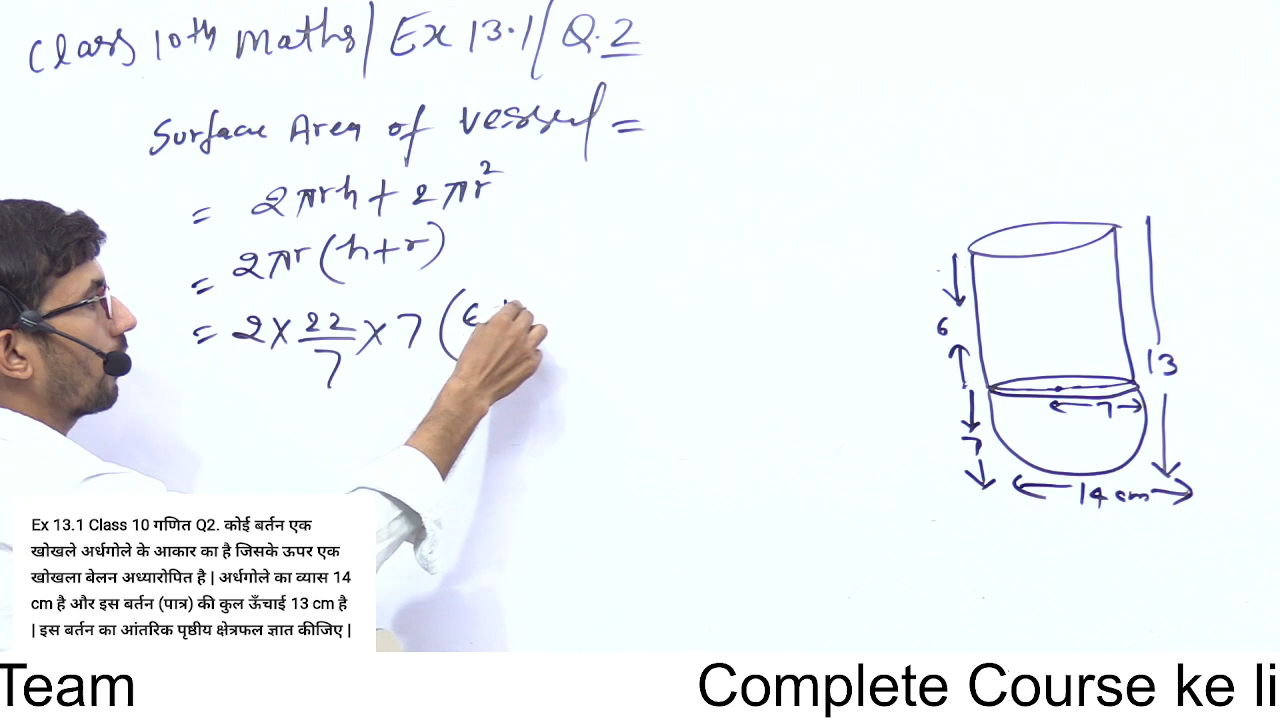 Class 10th maths/ Ex 13.1/ Q.2
Surface Area of vessel =
= 2πrh + 2πr²
= 2πr (h+r)
= 2 × 22/7 × 7 (6
6
13
7
7
14 cm
Ex 13.1 Class 10 गणित Q2. कोई बर्तन एक
खोखले अर्धगोले के आकार का है जिसके ऊपर एक
खोखला बेलन अध्यारोपित है | अर्धगोले का व्यास 14
cm है और इस बर्तन (पात्र) की कुल ऊँचाई 13 cm है
| इस बर्तन का आंतरिक पृष्ठीय क्षेत्रफल ज्ञात कीजिए |
Team Complete Course ke li